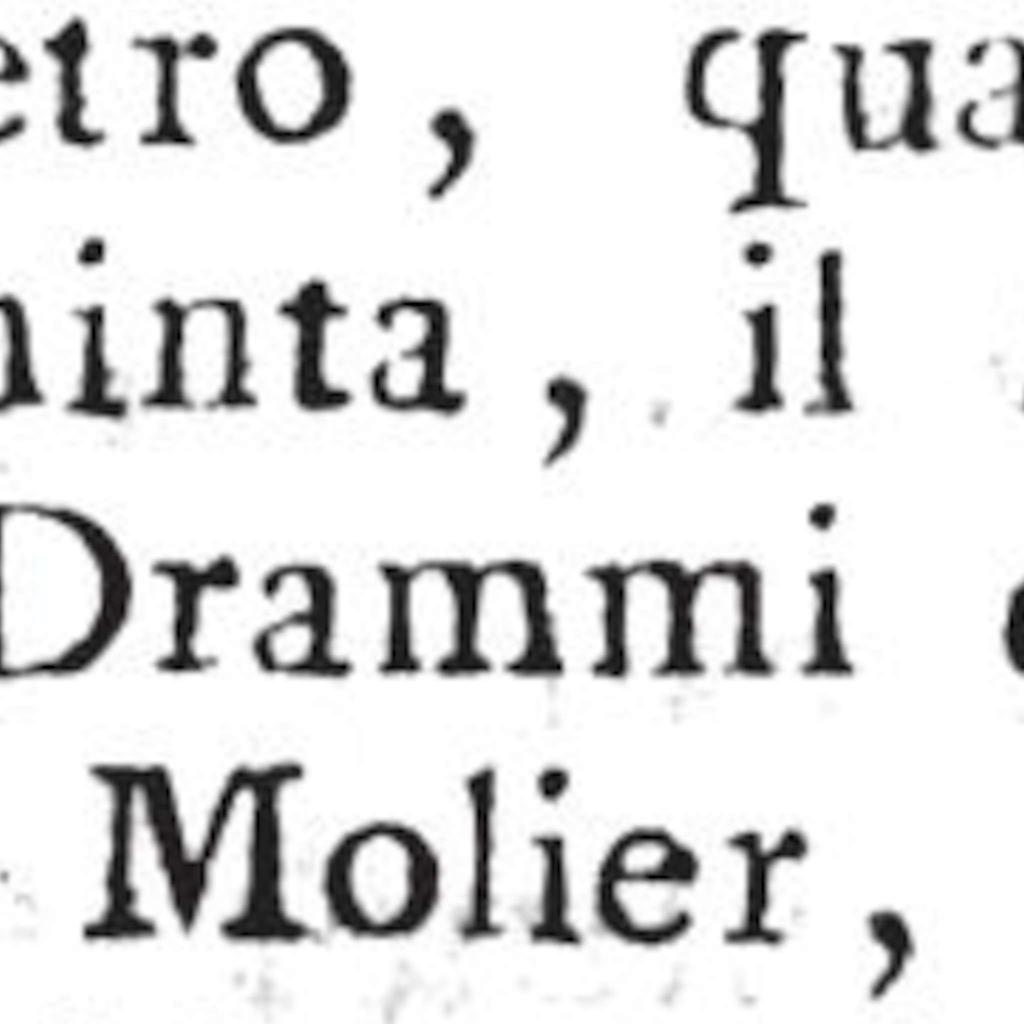 etro, qua
inta, il
Drammi
Molier,